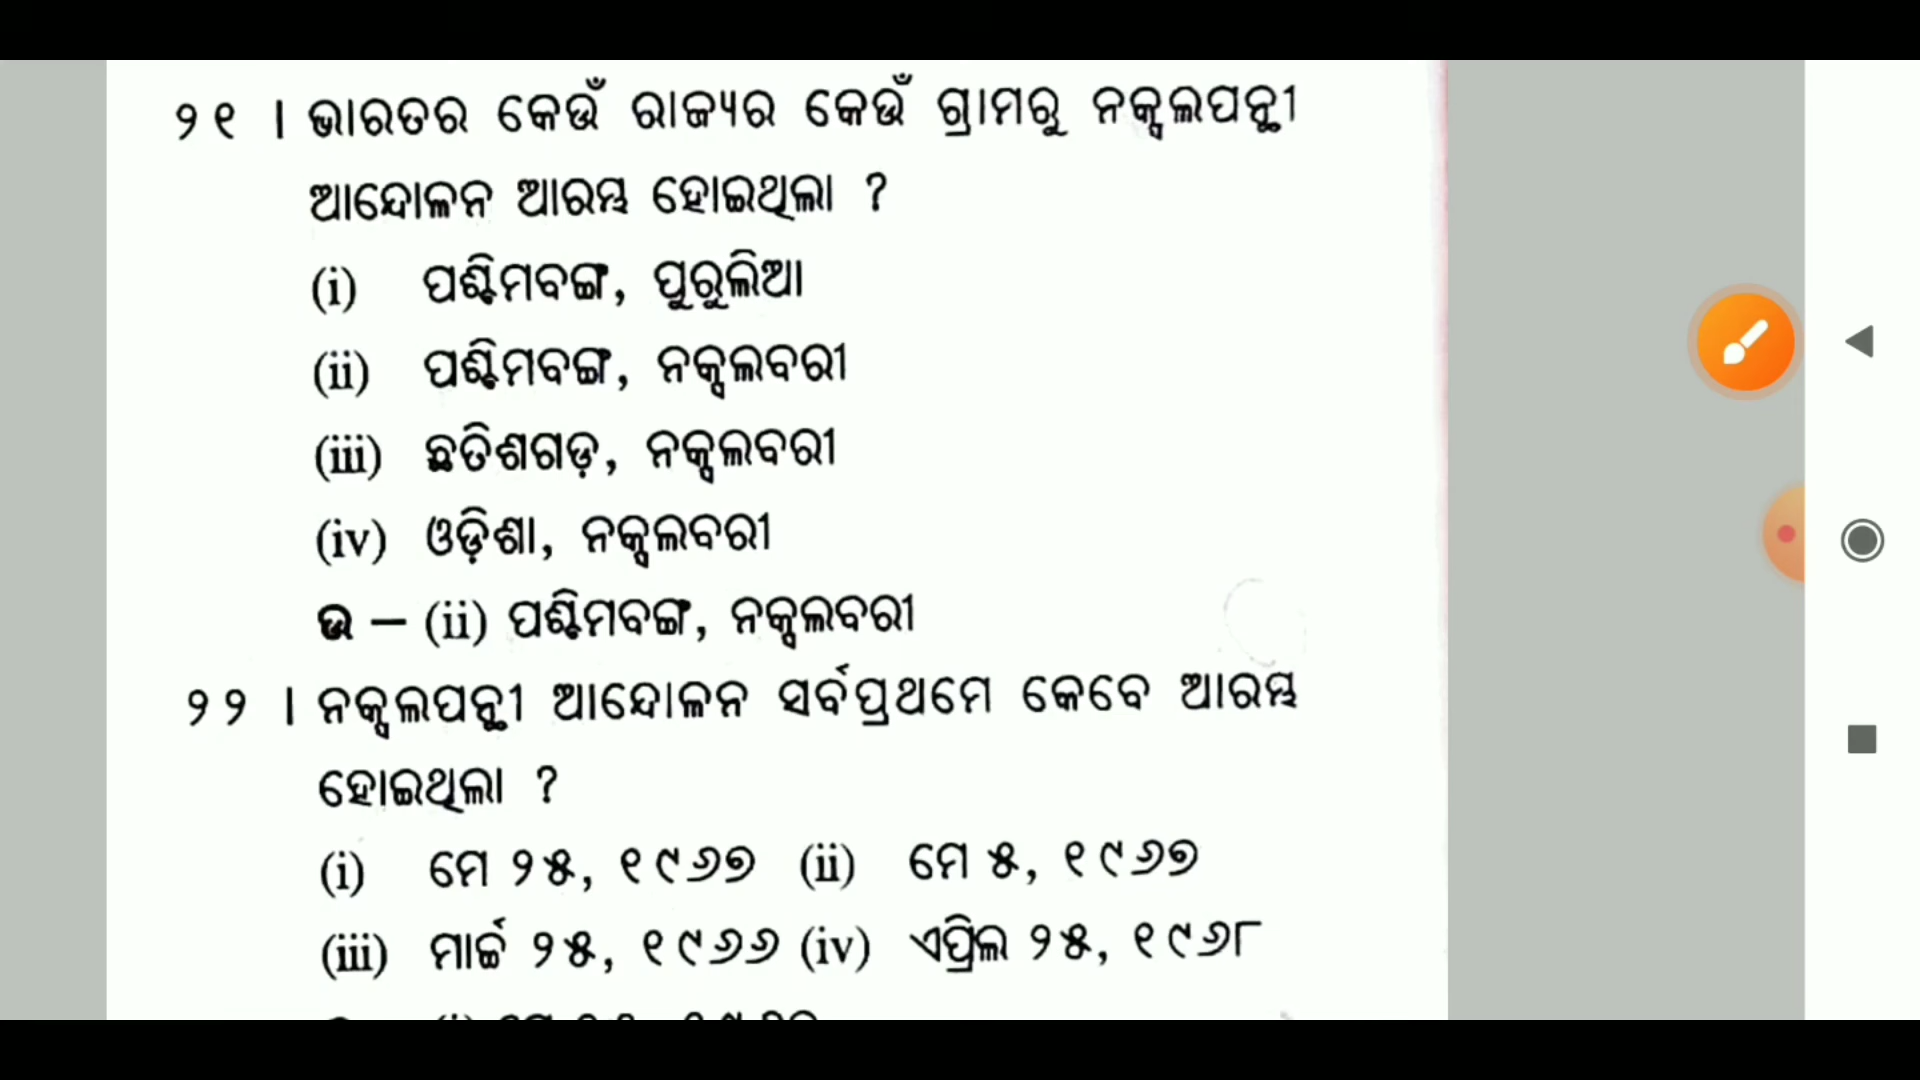 ୨୧ । ଭାରତର କେଉଁ ରାଜ୍ୟର କେଉଁ ଗ୍ରାମରୁ ନକ୍ସଲପନ୍ଥୀ
ଆନ୍ଦୋଳନ ଆରମ୍ଭ ହୋଇଥିଲା ?
(i) ପଶ୍ଚିମବଙ୍ଗ, ପୁରୁଲିଆ
(ii) ପଶ୍ଚିମବଙ୍ଗ, ନକ୍ସଲବରୀ
(iii) ଛତିଶଗଡ଼, ନକ୍ସଲବରୀ
(iv) ଓଡ଼ିଶା, ନକ୍ସଲବରୀ
ଉ – (ii) ପଶ୍ଚିମବଙ୍ଗ, ନକ୍ସଲବରୀ
୨୨ । ନକ୍ସଲପନ୍ଥୀ ଆନ୍ଦୋଳନ ସର୍ବପ୍ରଥମେ କେବେ ଆରମ୍ଭ
ହୋଇଥିଲା ?
(i) ମେ ୨୫, ୧୯୬୭ (ii) ମେ ୫, ୧୯୬୭
(iii) ମାର୍ଚ୍ଚ ୨୫, ୧୯୬୬ (iv) ଏପ୍ରିଲ ୨୫, ୧୯୬୮